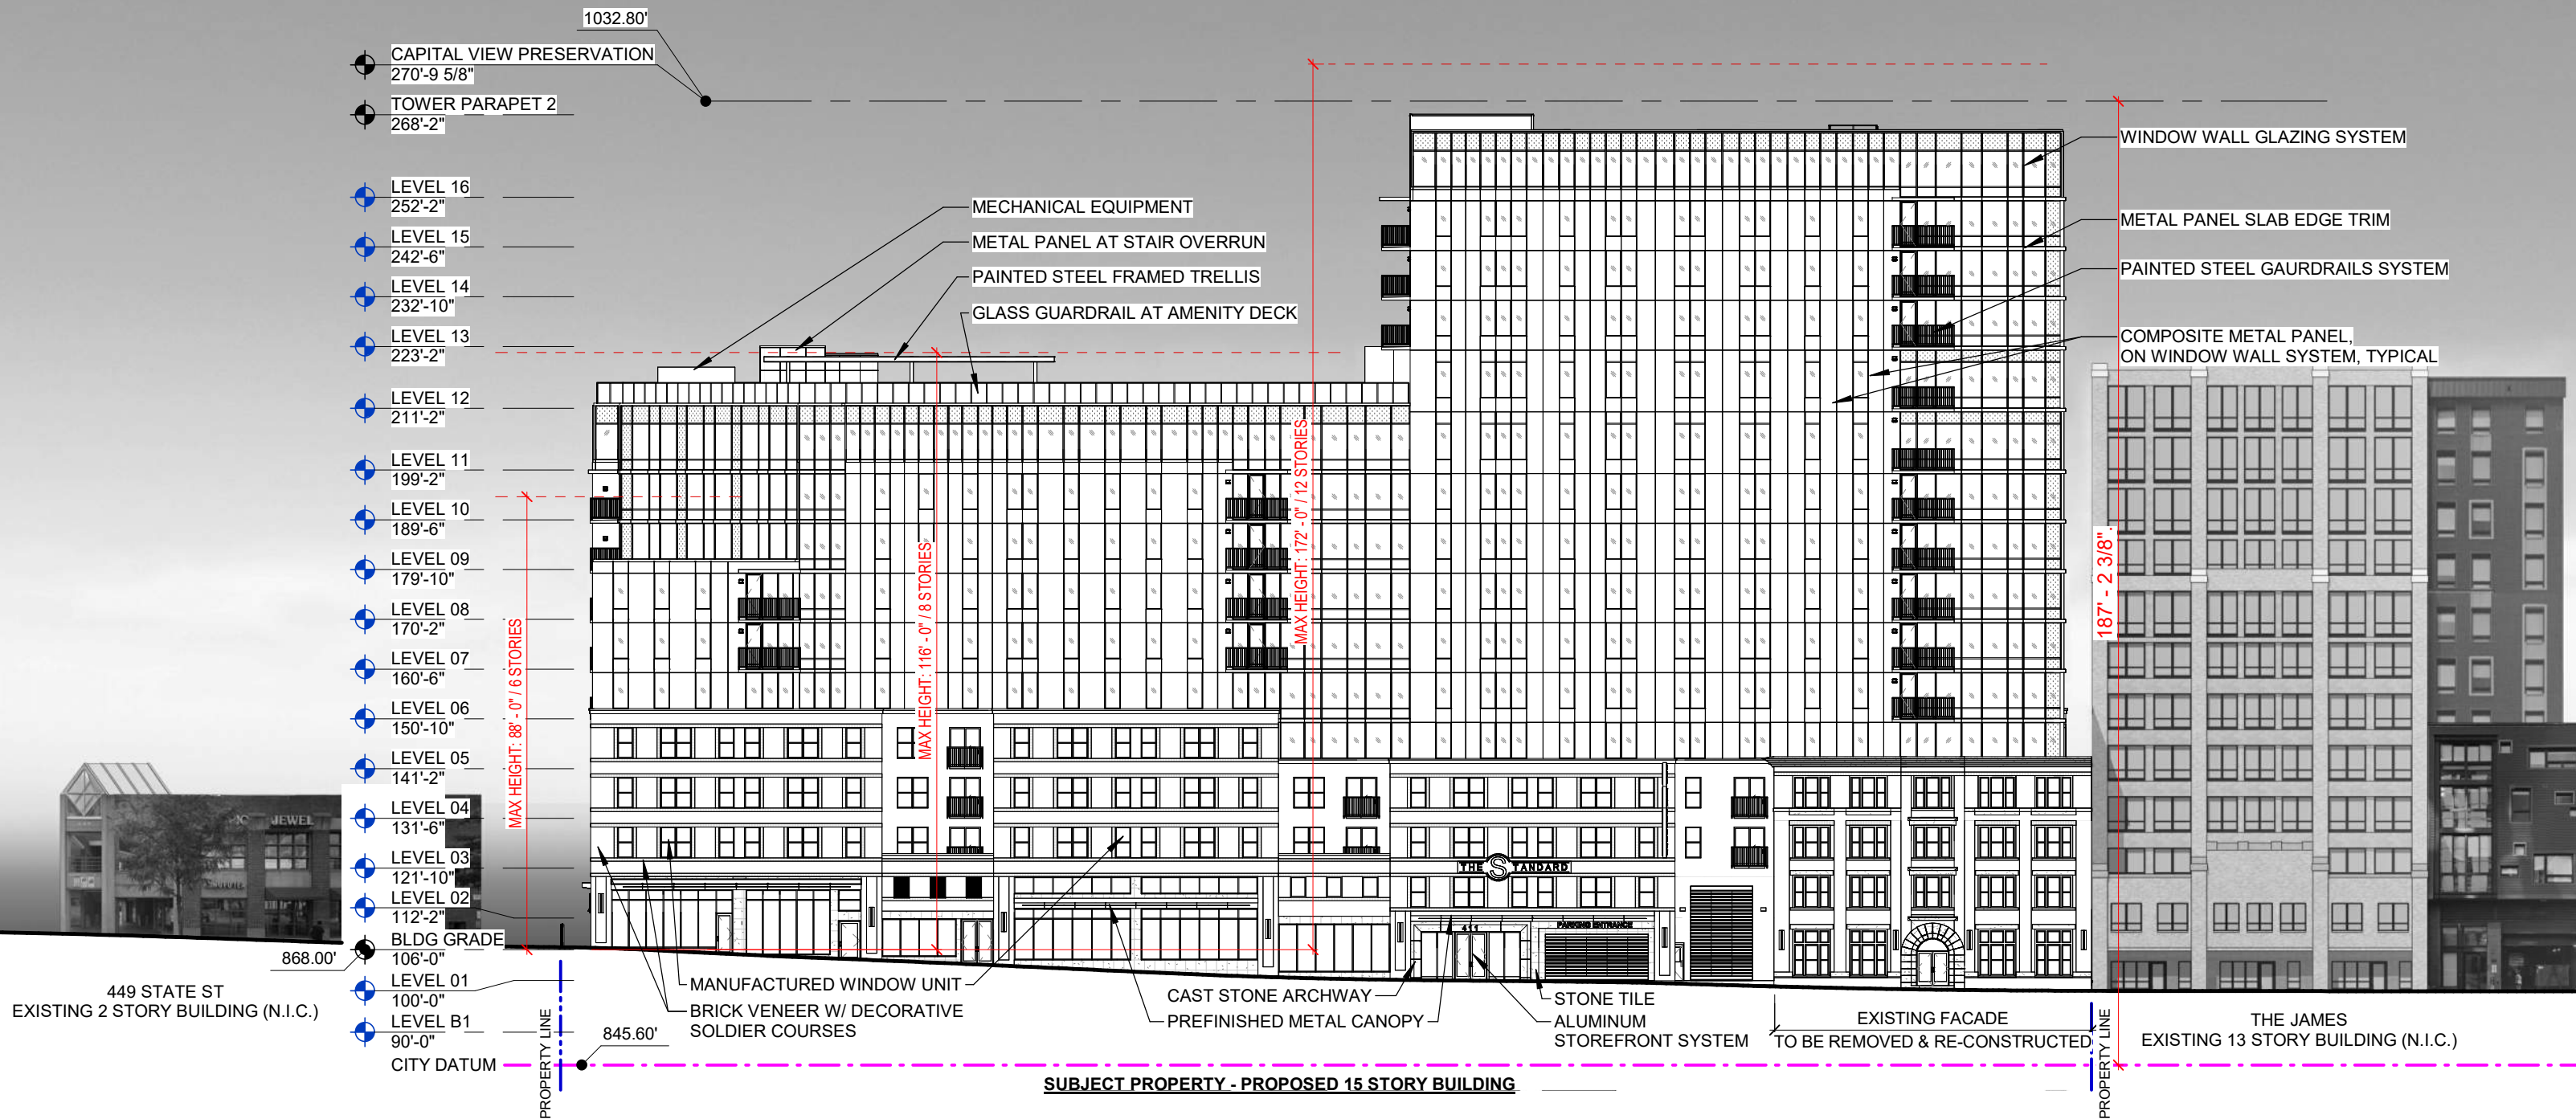 1032.80'
CAPITAL VIEW PRESERVATION
270'-9 5/8"
TOWER PARAPET 2
268'-2"
LEVEL 16
252'-2"
LEVEL 15
242'-6"
LEVEL 14
232'-10"
LEVEL 13
223'-2"
LEVEL 12
211'-2"
LEVEL 11
199'-2"
LEVEL 10
189'-6"
LEVEL 09
179'-10"
LEVEL 08
170'-2"
LEVEL 07
160'-6"
LEVEL 06
150'-10"
LEVEL 05
141'-2"
LEVEL 04
131'-6"
LEVEL 03
121'-10"
LEVEL 02
112'-2"
BLDG GRADE
106'-0"
868.00'
LEVEL 01
100'-0"
LEVEL B1
90'-0"
CITY DATUM
845.60'
MECHANICAL EQUIPMENT
METAL PANEL AT STAIR OVERRUN
PAINTED STEEL FRAMED TRELLIS
GLASS GUARDRAIL AT AMENITY DECK
WINDOW WALL GLAZING SYSTEM
METAL PANEL SLAB EDGE TRIM
PAINTED STEEL GAURDRAILS SYSTEM
COMPOSITE METAL PANEL,
ON WINDOW WALL SYSTEM, TYPICAL
MAX HEIGHT: 88' - 0" / 6 STORIES
MAX HEIGHT: 116' - 0" / 8 STORIES
MAX HEIGHT: 172' - 0" / 12 STORIES
187' - 2 3/8".
JEWEL
THE STANDARD
411
PARKING ENTRANCE
449 STATE ST
EXISTING 2 STORY BUILDING (N.I.C.)
PROPERTY LINE
MANUFACTURED WINDOW UNIT
BRICK VENEER W/ DECORATIVE
SOLDIER COURSES
CAST STONE ARCHWAY
PREFINISHED METAL CANOPY
STONE TILE
ALUMINUM
STOREFRONT SYSTEM
EXISTING FACADE
TO BE REMOVED & RE-CONSTRUCTED
PROPERTY LINE
THE JAMES
EXISTING 13 STORY BUILDING (N.I.C.)
SUBJECT PROPERTY - PROPOSED 15 STORY BUILDING